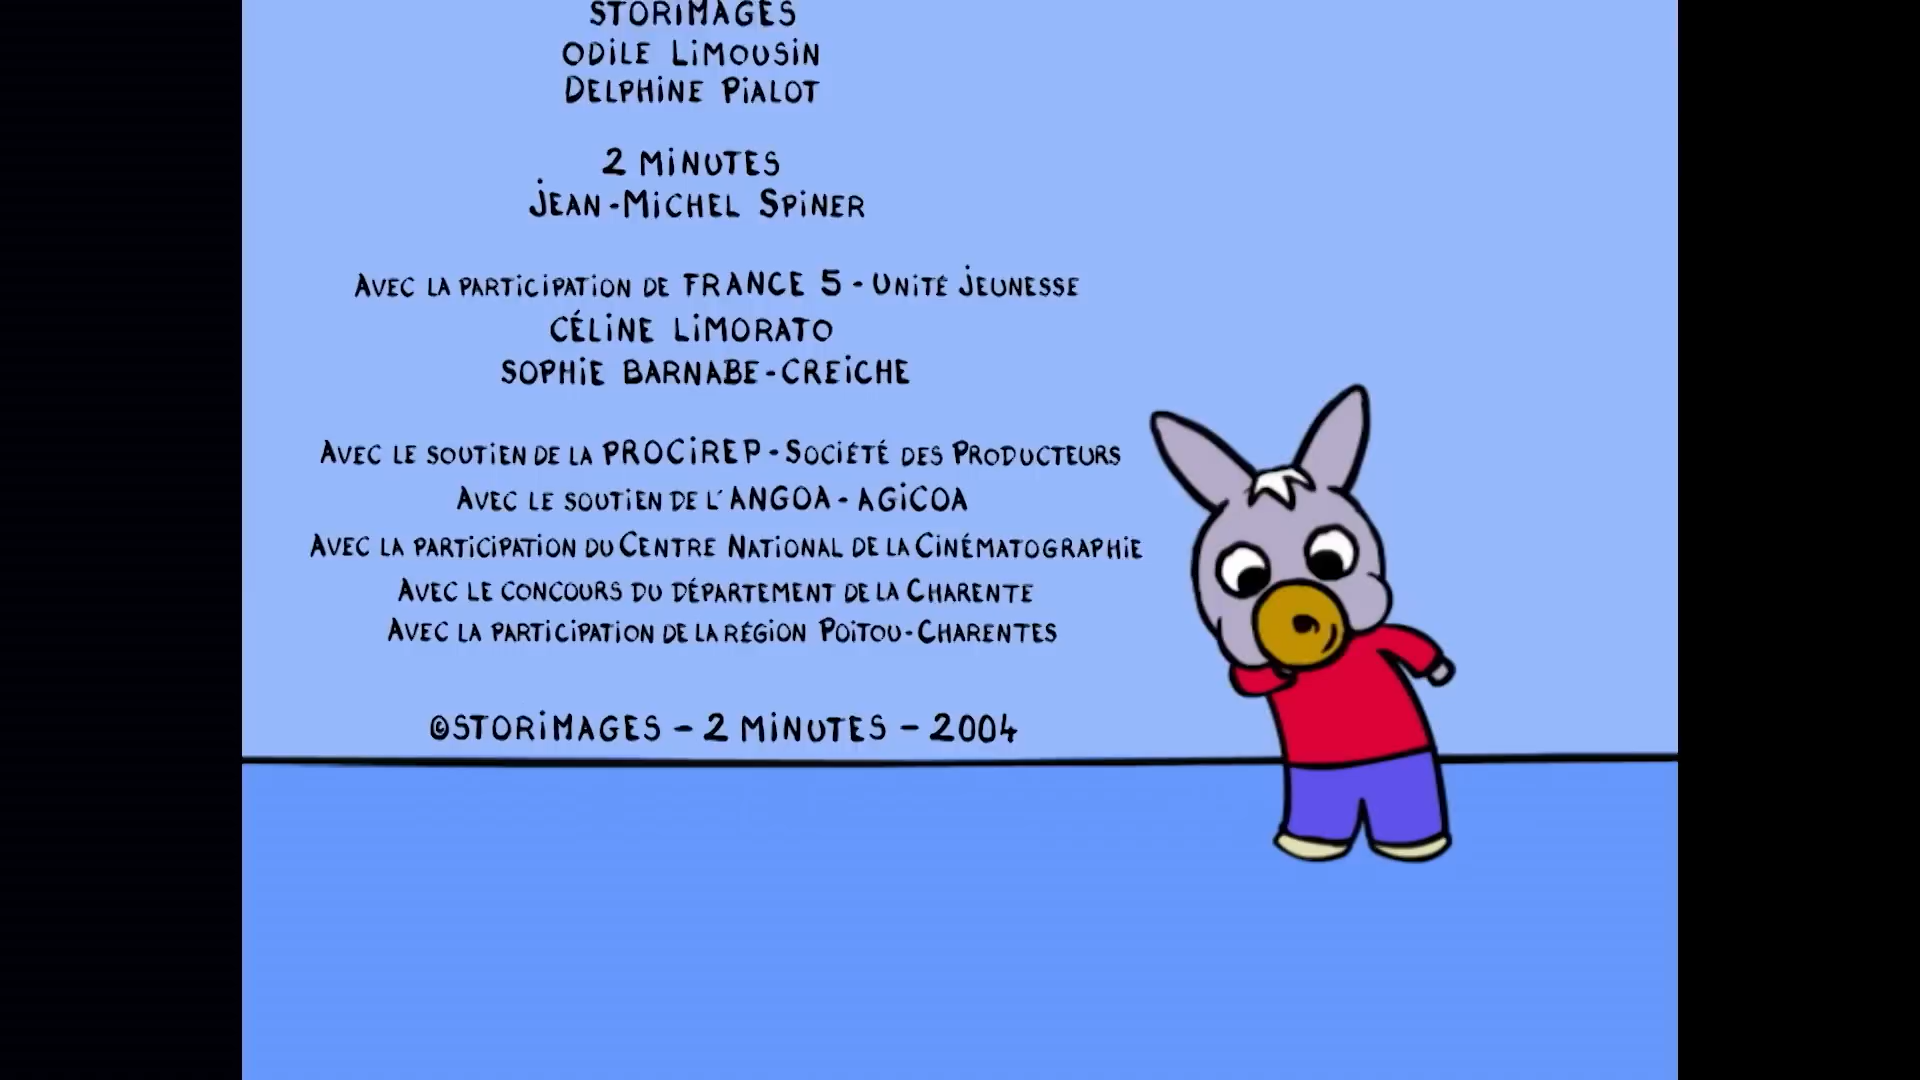 STORiMAGES
ODiLE LiMOUSiN
DELPHiNE PiALOT
2 MiNUTES
JEAN-MiCHEL SPiNER
AVEC LA PARTiCiPATiON DE FRANCE 5 - UNiTÉ JEUNESSE
CÉLiNE LiMORATO
SOPHiE BARNABE-CREiCHE
AVEC LE SOUTiEN DE LA PROCiREP - SOCiÉTÉ DES PRODUCTEURS
AVEC LE SOUTiEN DE L'ANGOA - AGiCOA
AVEC LA PARTiCiPATiON DU CENTRE NATiONAL DE LA CiNÉMATOGRAPHiE
AVEC LE CONCOURS DU DÉPARTEMENT DE LA CHARENTE
AVEC LA PARTiCiPATiON DE LA RÉGiON POiTOU-CHARENTES
©STORiMAGES - 2 MiNUTES - 2004